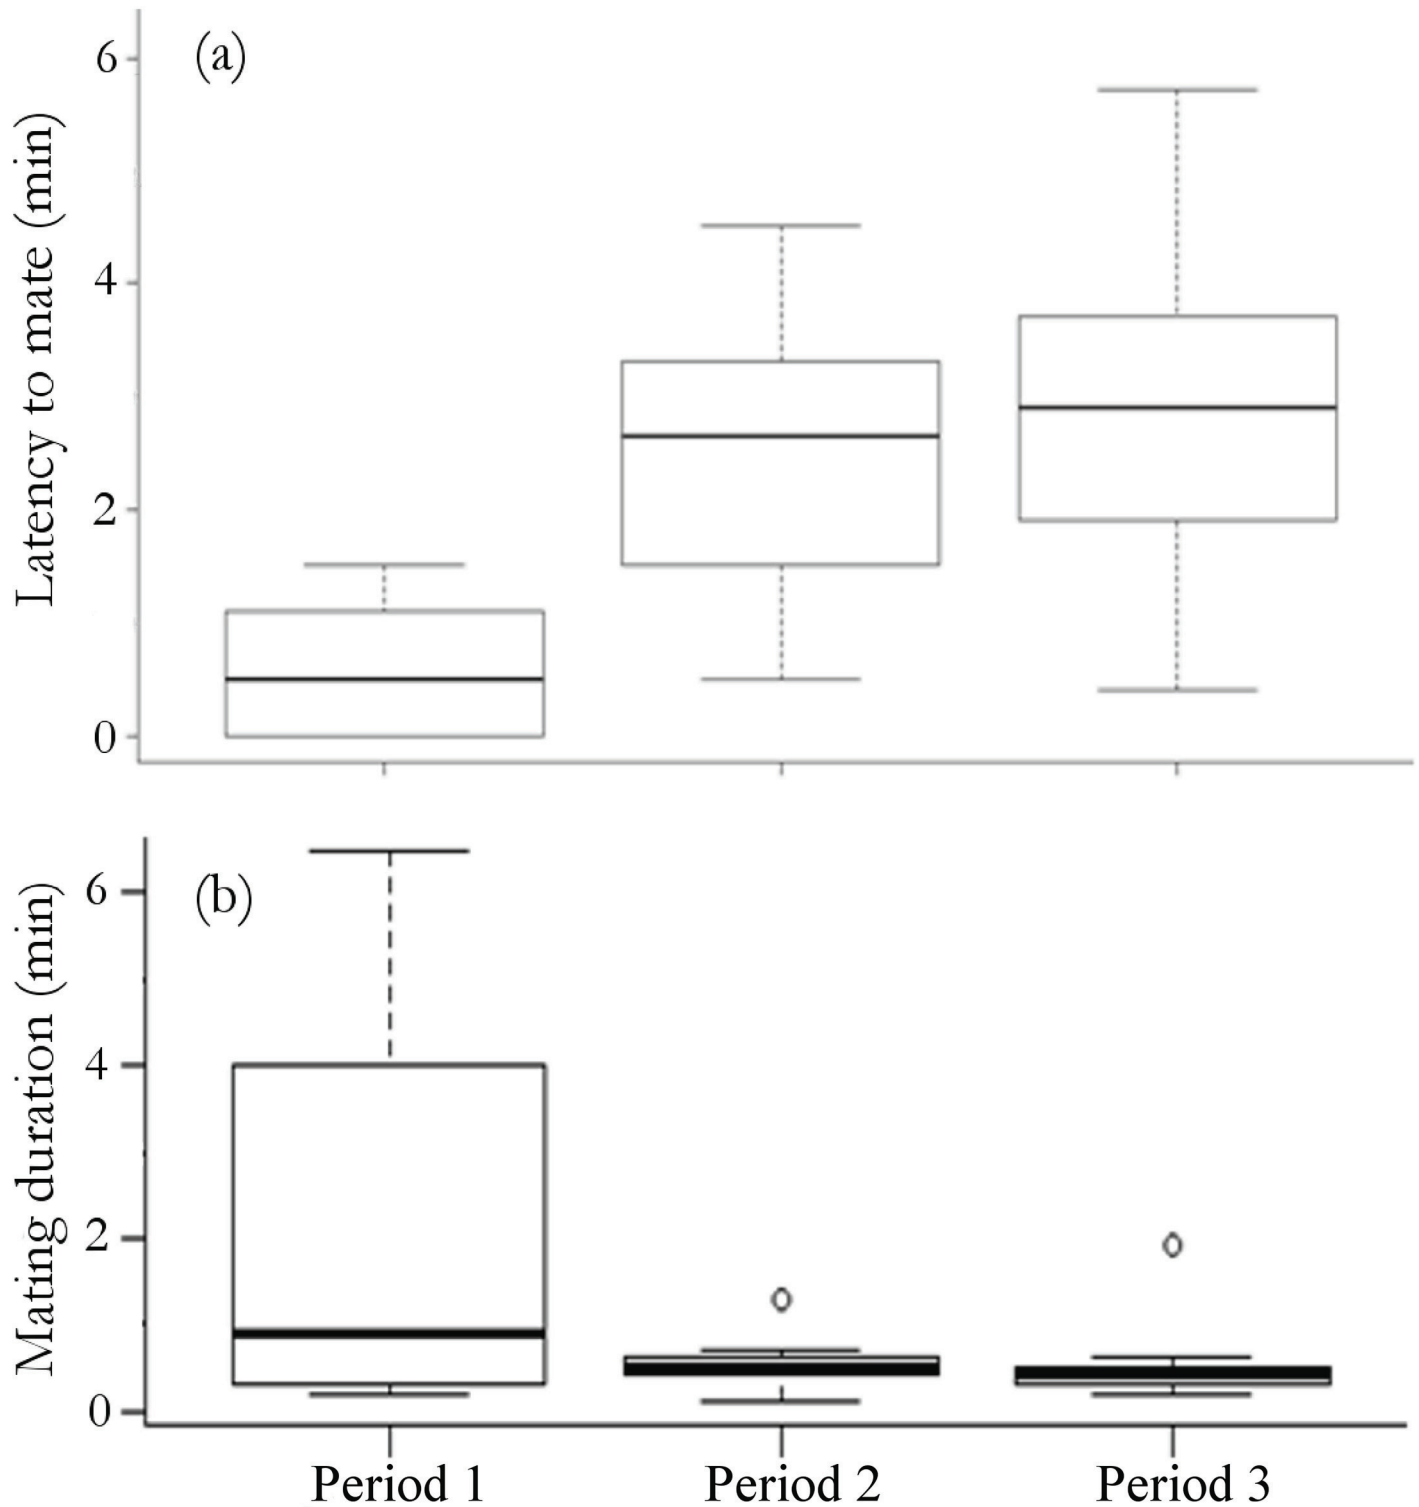 (a)
Latency to mate (min)
6
4
2
0
(b)
Mating duration (min)
6
4
2
0
Period 1
Period 2
Period 3